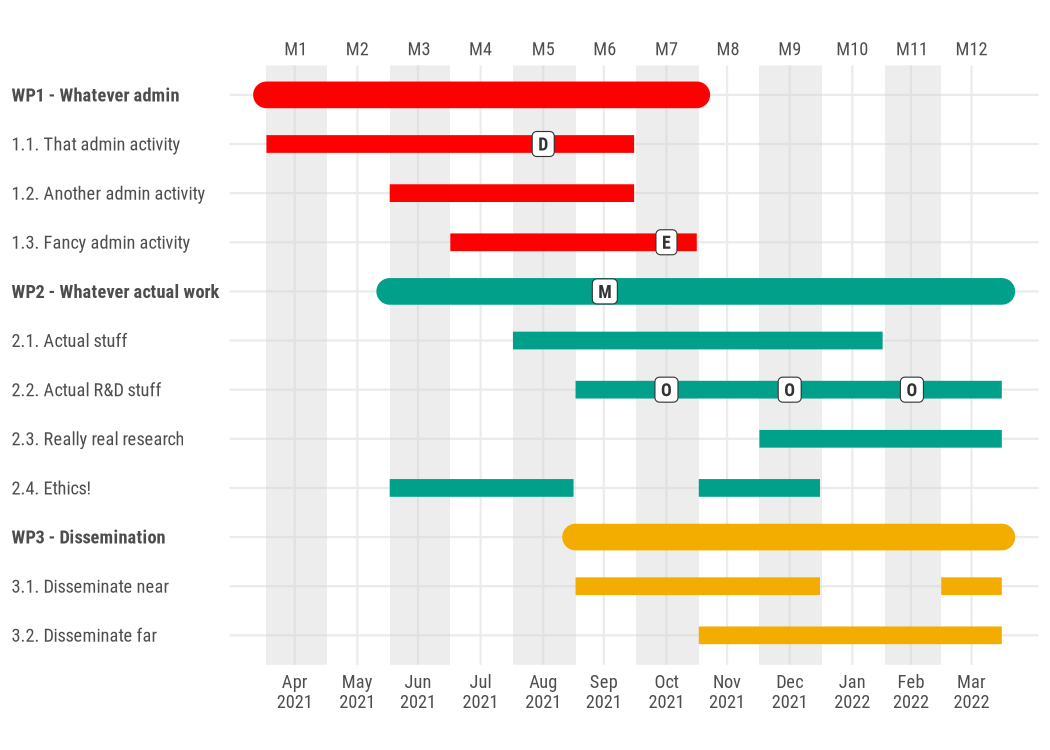 M1 M2 M3 M4 M5 M6 M7 M8 M9 M10 M11 M12
WP1 - Whatever admin
1.1. That admin activity D
1.2. Another admin activity
1.3. Fancy admin activity E
WP2 - Whatever actual work M
2.1. Actual stuff
2.2. Actual R&D stuff O O O
2.3. Really real research
2.4. Ethics!
WP3 - Dissemination
3.1. Disseminate near
3.2. Disseminate far
Apr May Jun Jul Aug Sep Oct Nov Dec Jan Feb Mar
2021 2021 2021 2021 2021 2021 2021 2021 2021 2022 2022 2022